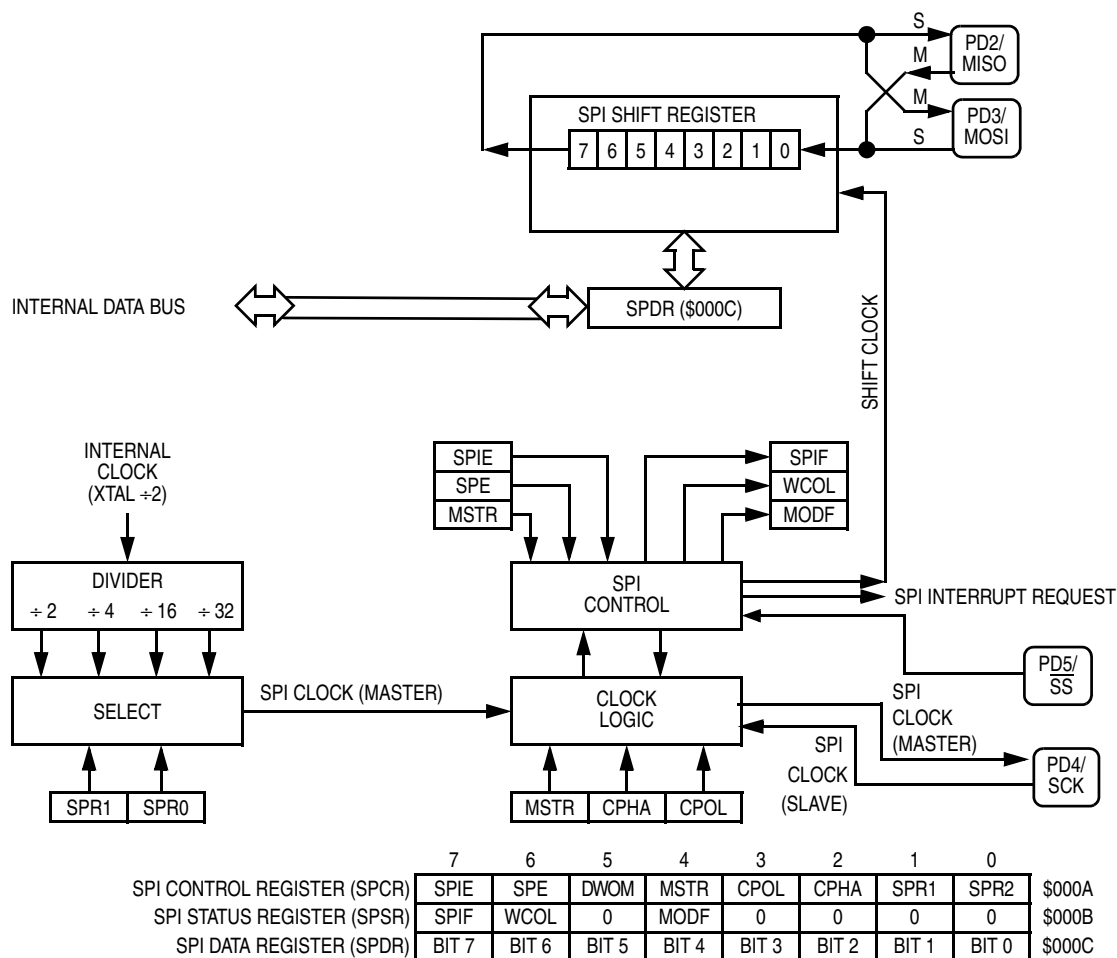 S
PD2/
MISO
M
M
PD3/
MOSI
S
SPI SHIFT REGISTER
7 6 5 4 3 2 1 0
INTERNAL DATA BUS
SPDR ($000C)
SHIFT CLOCK
INTERNAL
CLOCK
(XTAL ÷2)
SPIE
SPE
MSTR
SPIF
WCOL
MODF
DIVIDER
÷ 2 ÷ 4 ÷ 16 ÷ 32
SPI
CONTROL
SPI INTERRUPT REQUEST
PD5/
SS
SELECT
SPI CLOCK (MASTER)
CLOCK
LOGIC
SPI
CLOCK
(MASTER)
SPI
CLOCK
(SLAVE)
PD4/
SCK
SPR1 SPR0
MSTR CPHA CPOL
7 6 5 4 3 2 1 0
SPI CONTROL REGISTER (SPCR) SPIE SPE DWOM MSTR CPOL CPHA SPR1 SPR2 $000A
SPI STATUS REGISTER (SPSR) SPIF WCOL 0 MODF 0 0 0 0 $000B
SPI DATA REGISTER (SPDR) BIT 7 BIT 6 BIT 5 BIT 4 BIT 3 BIT 2 BIT 1 BIT 0 $000C